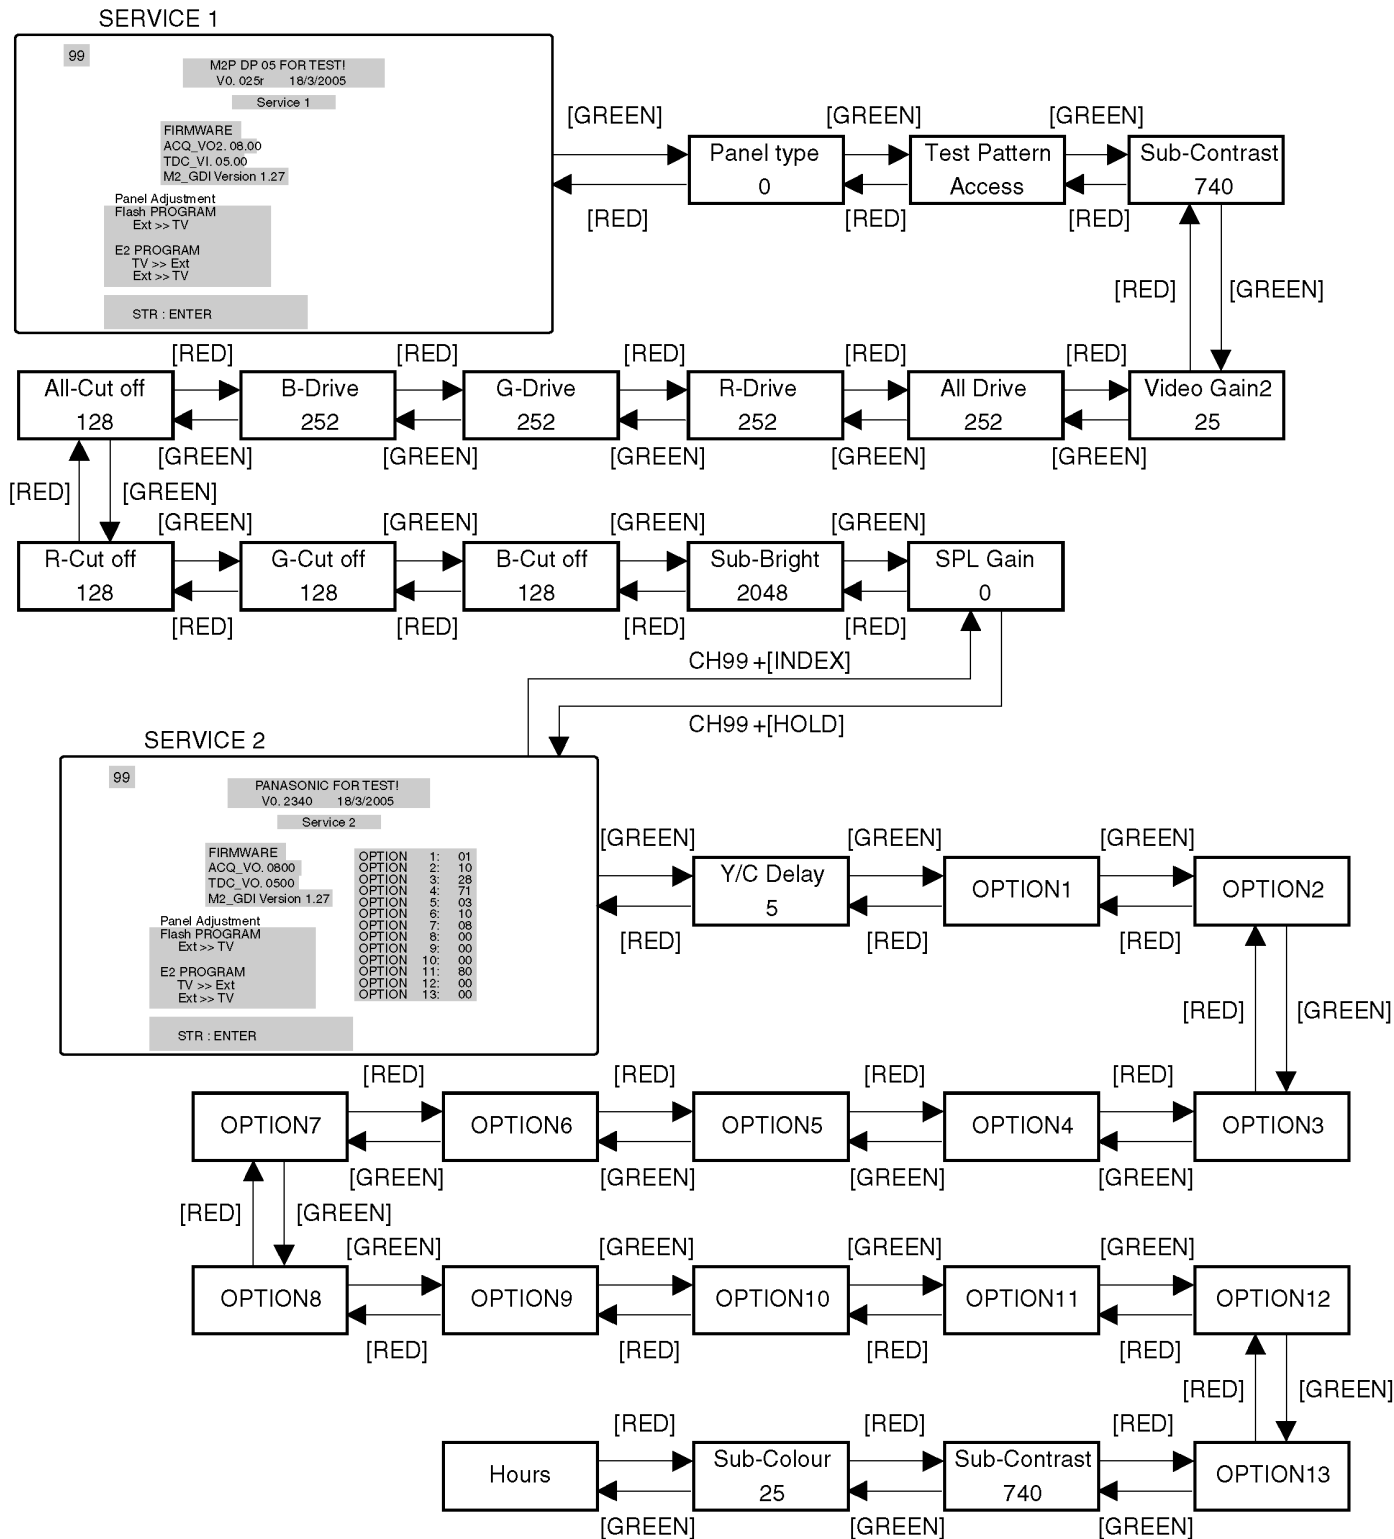 SERVICE 1
99
M2P DP 05 FOR TEST!
V0. 025r 18/3/2005
Service 1
FIRMWARE
ACQ_VO2. 08.00
TDC_VI. 05.00
M2_GDI Version 1.27
Panel Adjustment
Flash PROGRAM
Ext >> TV
E2 PROGRAM
TV >> Ext
Ext >> TV
STR : ENTER
[GREEN] [GREEN] [GREEN]
Panel type Test Pattern Sub-Contrast
0 Access 740
[RED] [RED] [RED]
[RED] [GREEN]
[RED] [RED] [RED] [RED] [RED]
All-Cut off B-Drive G-Drive R-Drive All Drive Video Gain2
128 252 252 252 252 25
[GREEN] [GREEN] [GREEN] [GREEN] [GREEN]
[RED] [GREEN]
[GREEN] [GREEN] [GREEN] [GREEN]
R-Cut off G-Cut off B-Cut off Sub-Bright SPL Gain
128 128 128 2048 0
[RED] [RED] [RED] [RED]
CH99 +[INDEX]
CH99 +[HOLD]
SERVICE 2
99
PANASONIC FOR TEST!
V0. 2340 18/3/2005
Service 2
FIRMWARE
ACQ_VO. 0800
TDC_VO. 0500
M2_GDI Version 1.27
Panel Adjustment
Flash PROGRAM
Ext >> TV
E2 PROGRAM
TV >> Ext
Ext >> TV
STR : ENTER
OPTION 1: 01
OPTION 2: 10
OPTION 3: 28
OPTION 4: 71
OPTION 5: 03
OPTION 6: 10
OPTION 7: 08
OPTION 8: 00
OPTION 9: 00
OPTION 10: 00
OPTION 11: 80
OPTION 12: 00
OPTION 13: 00
[GREEN] [GREEN] [GREEN]
Y/C Delay OPTION1 OPTION2
5
[RED] [RED] [RED]
[RED] [GREEN]
[RED] [RED] [RED] [RED]
OPTION7 OPTION6 OPTION5 OPTION4 OPTION3
[GREEN] [GREEN] [GREEN] [GREEN]
[RED] [GREEN]
[GREEN] [GREEN] [GREEN] [GREEN]
OPTION8 OPTION9 OPTION10 OPTION11 OPTION12
[RED] [RED] [RED] [RED]
[RED] [GREEN]
[RED] [RED] [RED]
Hours Sub-Colour Sub-Contrast OPTION13
25 740
[GREEN] [GREEN] [GREEN]